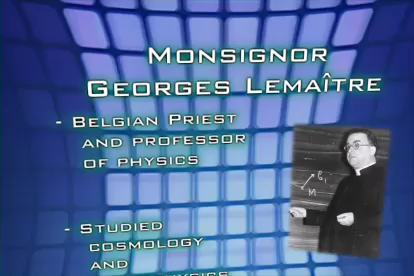 MONSIGNOR
GEORGES LEMAÎTRE
- BELGIAN PRIEST
AND PROFESSOR
OF PHYSICS
- STUDIED
COSMOLOGY
AND